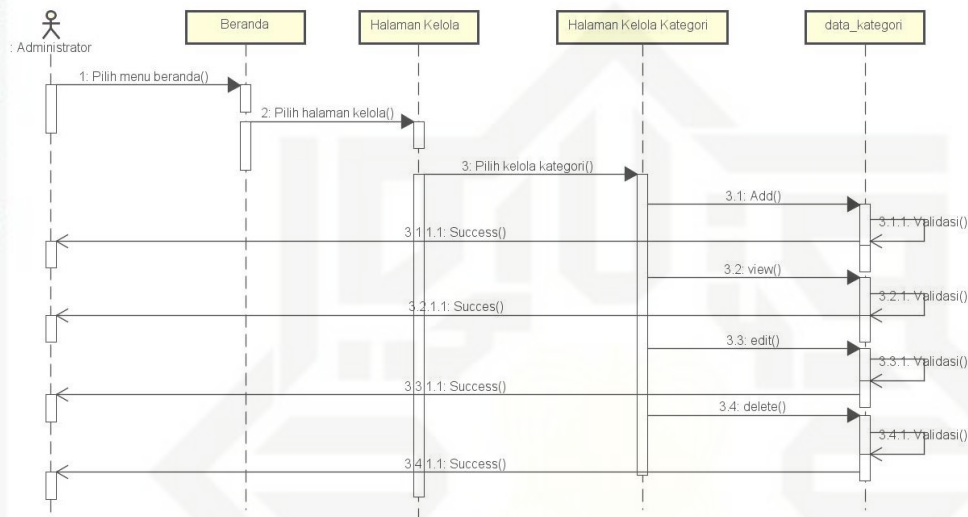 Beranda
Halaman Kelola
Halaman Kelola Kategori
data_kategori
: Administrator
1: Pilih menu beranda()
2: Pilih halaman kelola()
3: Pilih kelola kategori()
3.1: Add()
3.1.1: Validasi()
3.1.1.1: Success()
3.2: view()
3.2.1: Validasi()
3.2.1.1: Succes()
3.3: edit()
3.3.1: Validasi()
3.3.1.1: Success()
3.4: delete()
3.4.1: Validasi()
3.4.1.1: Success()